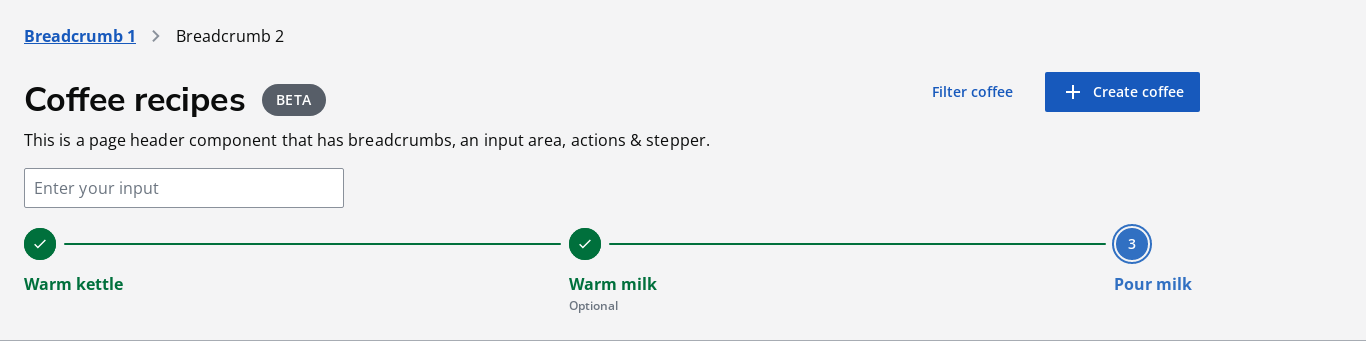 Breadcrumb 1 Breadcrumb 2
Coffee recipes BETA
Filter coffee Create coffee
This is a page header component that has breadcrumbs, an input area, actions & stepper.
Enter your input
3
Warm kettle Warm milk Pour milk
Optional